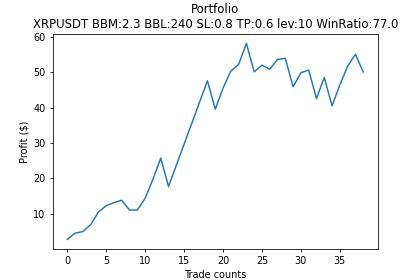 Portfolio
XRPUSDT BBM:2.3 BBL:240 SL:0.8 TP:0.6 lev:10 WinRatio:77.0
60
50
40
30
20
10
Profit ($)
0 5 10 15 20 25 30 35
Trade counts